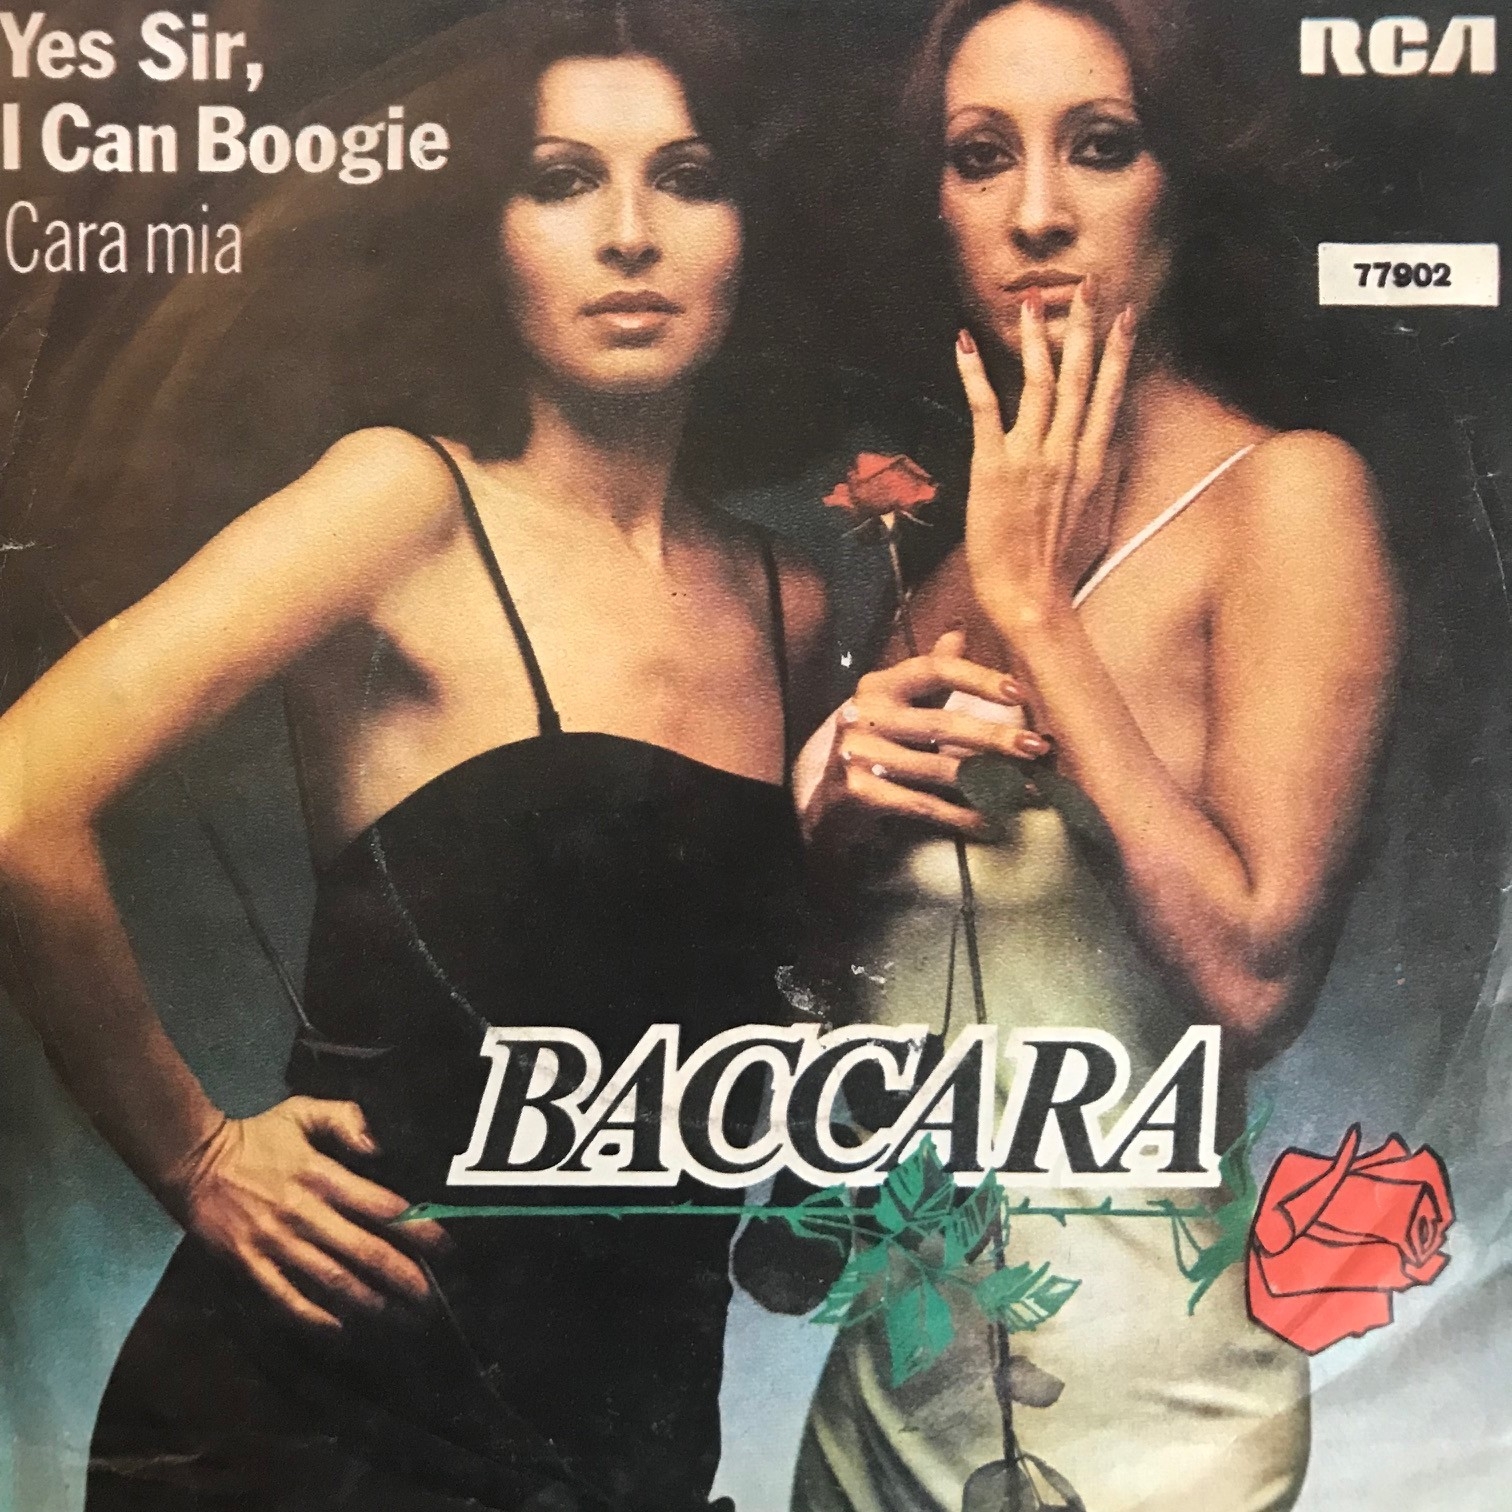 Yes Sir,
I Can Boogie
Cara mia
RCA
77902
BACCARA